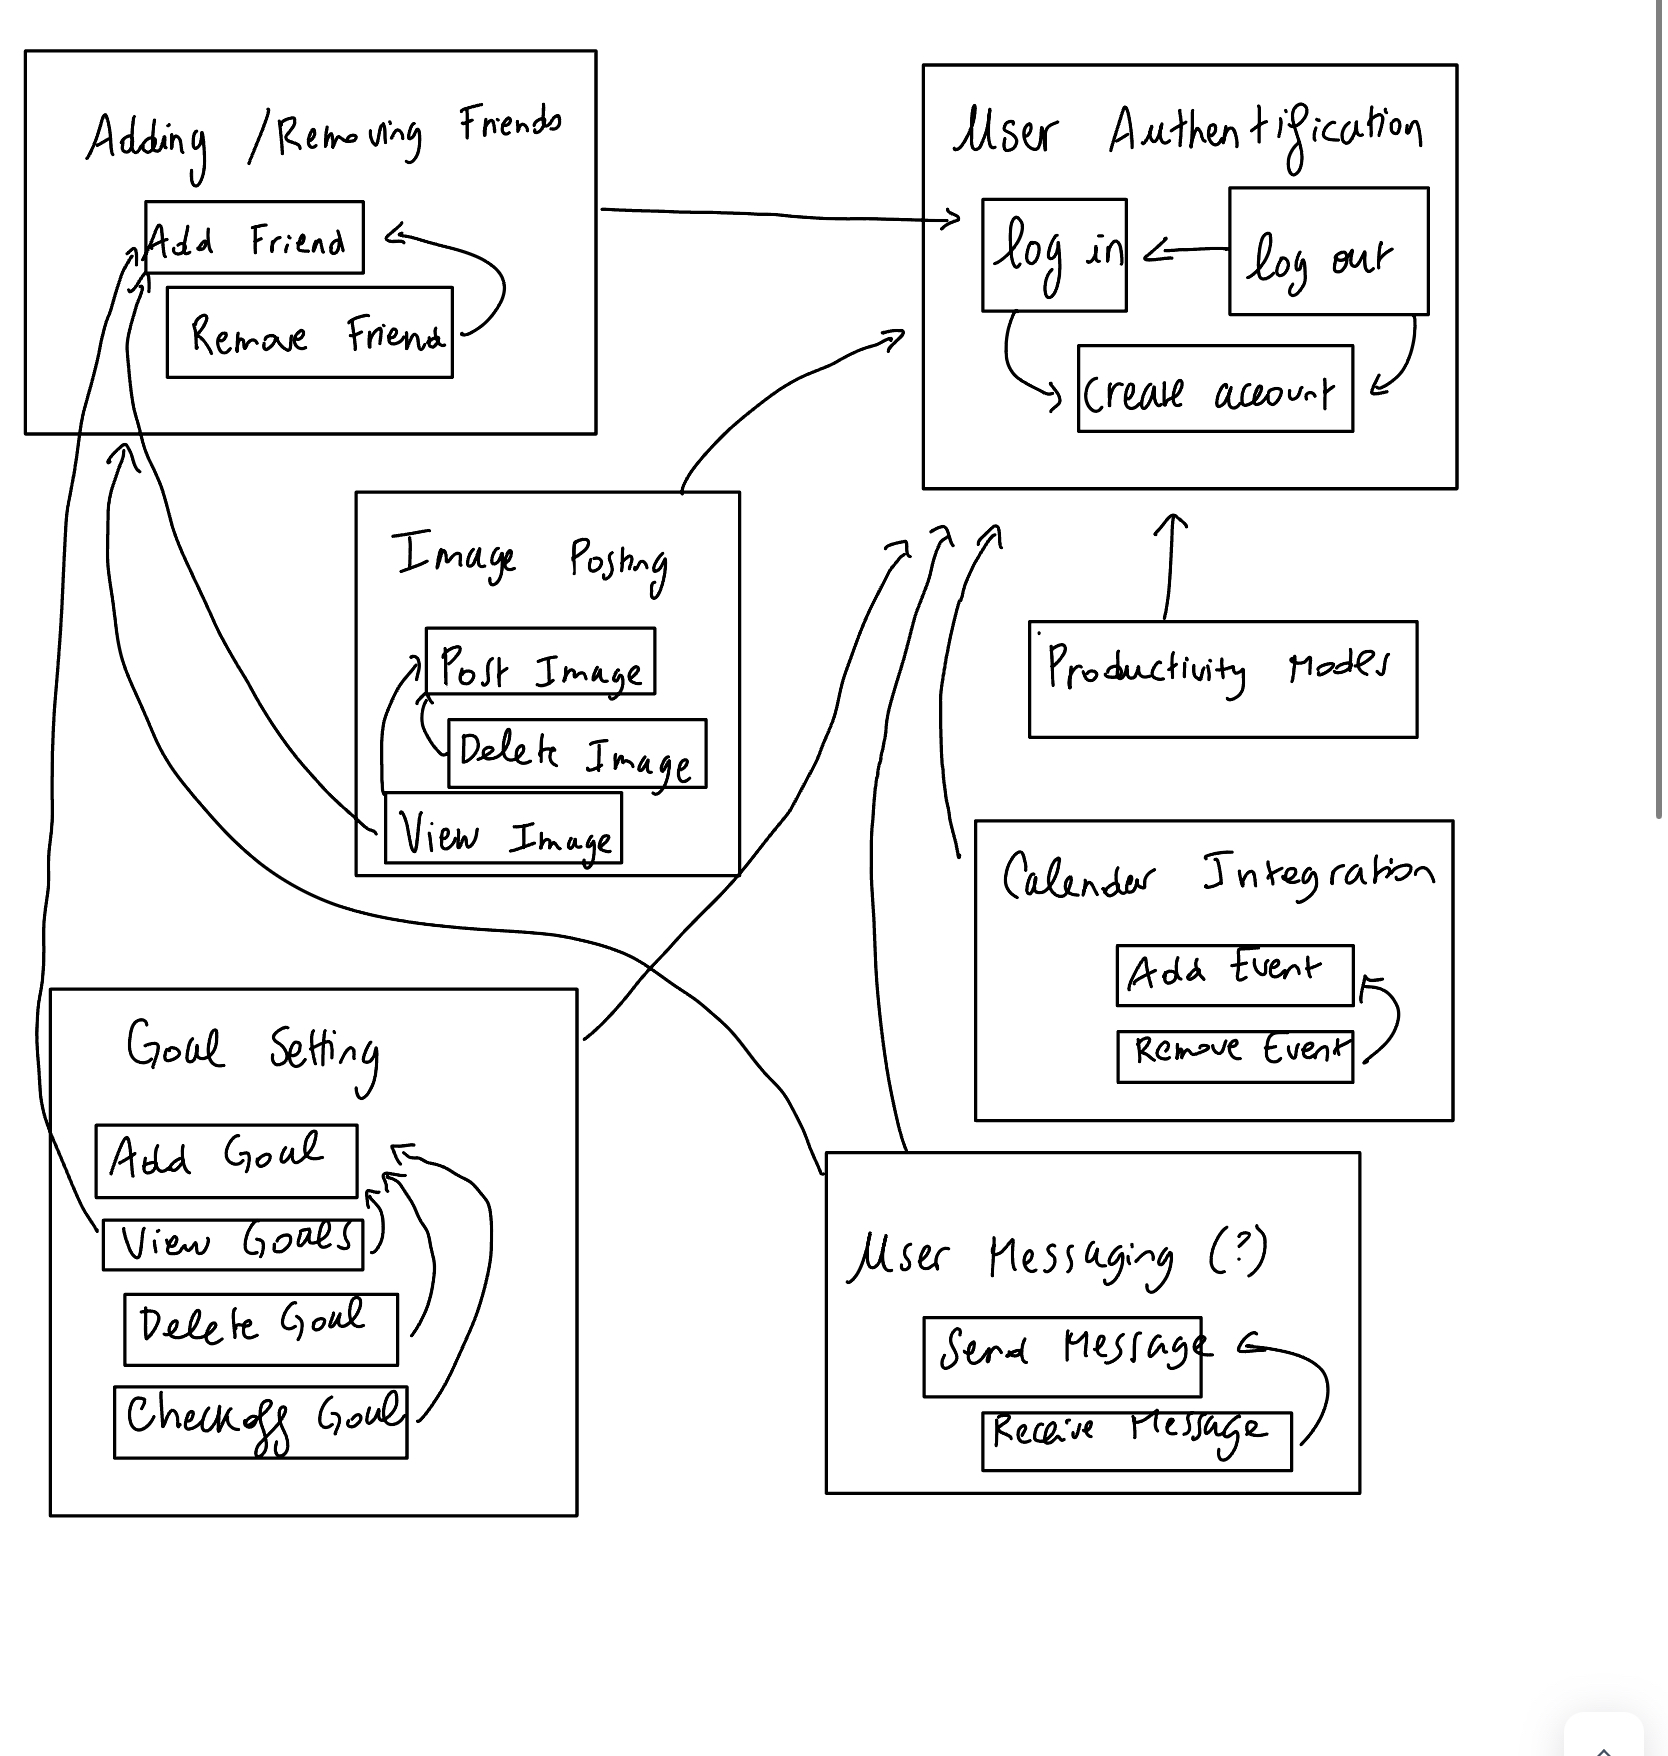 Adding /Removing Friends
Add Friend
Remove Friend
User Authentification
log in
log out
Create account
Image Posting
Post Image
Delete Image
View Image
Productivity Modes
Calendar Integration
Add Event
Remove Event
Goal Setting
Add Goal
View Goals
Delete Goal
Checkoff Goal
User Messaging (?)
Send Message
Receive Message